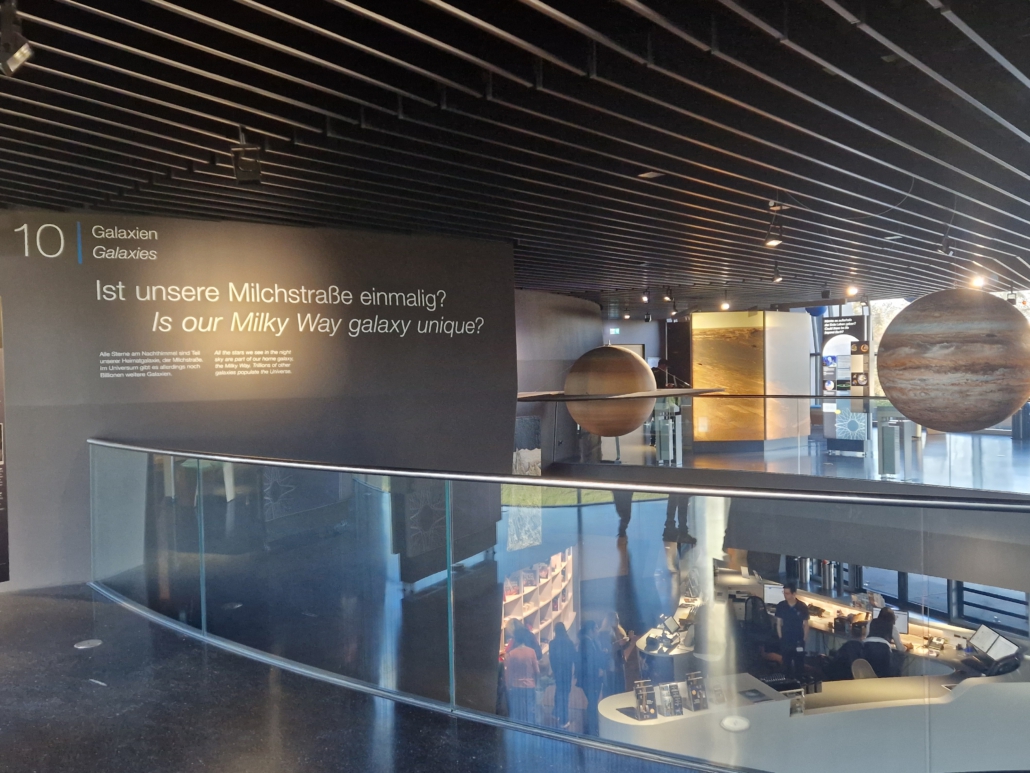 10
Galaxien
Galaxies
Ist unsere Milchstraße einmalig?
Is our Milky Way galaxy unique?
Alle Sterne am Nachthimmel sind Teil
unserer Heimatgalaxie, der Milchstraße.
Im Universum gibt es allerdings noch
Billionen weitere Galaxien.
All the stars we see in the night
sky are part of our home galaxy,
the Milky Way. Trillions of other
galaxies populate the Universe.